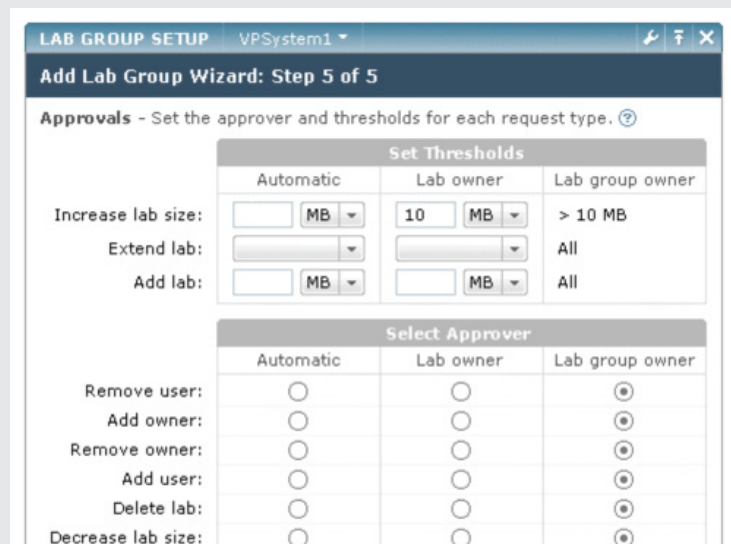 LAB GROUP SETUP VPSystem1
Add Lab Group Wizard: Step 5 of 5
Approvals - Set the approver and thresholds for each request type. ?
Set Thresholds
Automatic Lab owner Lab group owner
Increase lab size: MB 10 MB > 10 MB
Extend lab: All
Add lab: MB MB All
Select Approver
Automatic Lab owner Lab group owner
Remove user:
Add owner:
Remove owner:
Add user:
Delete lab:
Decrease lab size: